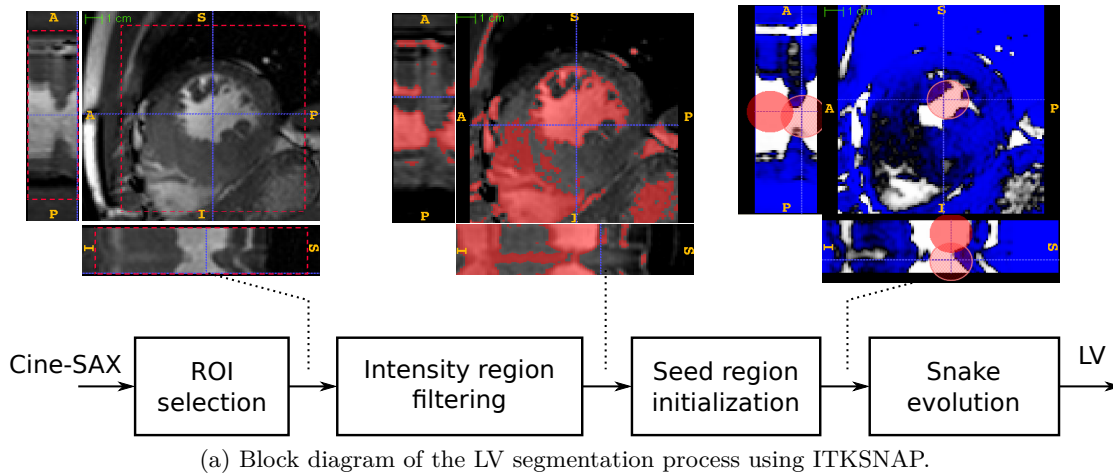 A
1 cm
S
A
P
P
I
I
S
A
1 cm
S
A
P
P
I
I
S
A
1 cm
S
A
P
P
I
I
S
Cine-SAX
ROI
selection
Intensity region
filtering
Seed region
initialization
Snake
evolution
LV
(a) Block diagram of the LV segmentation process using ITKSNAP.